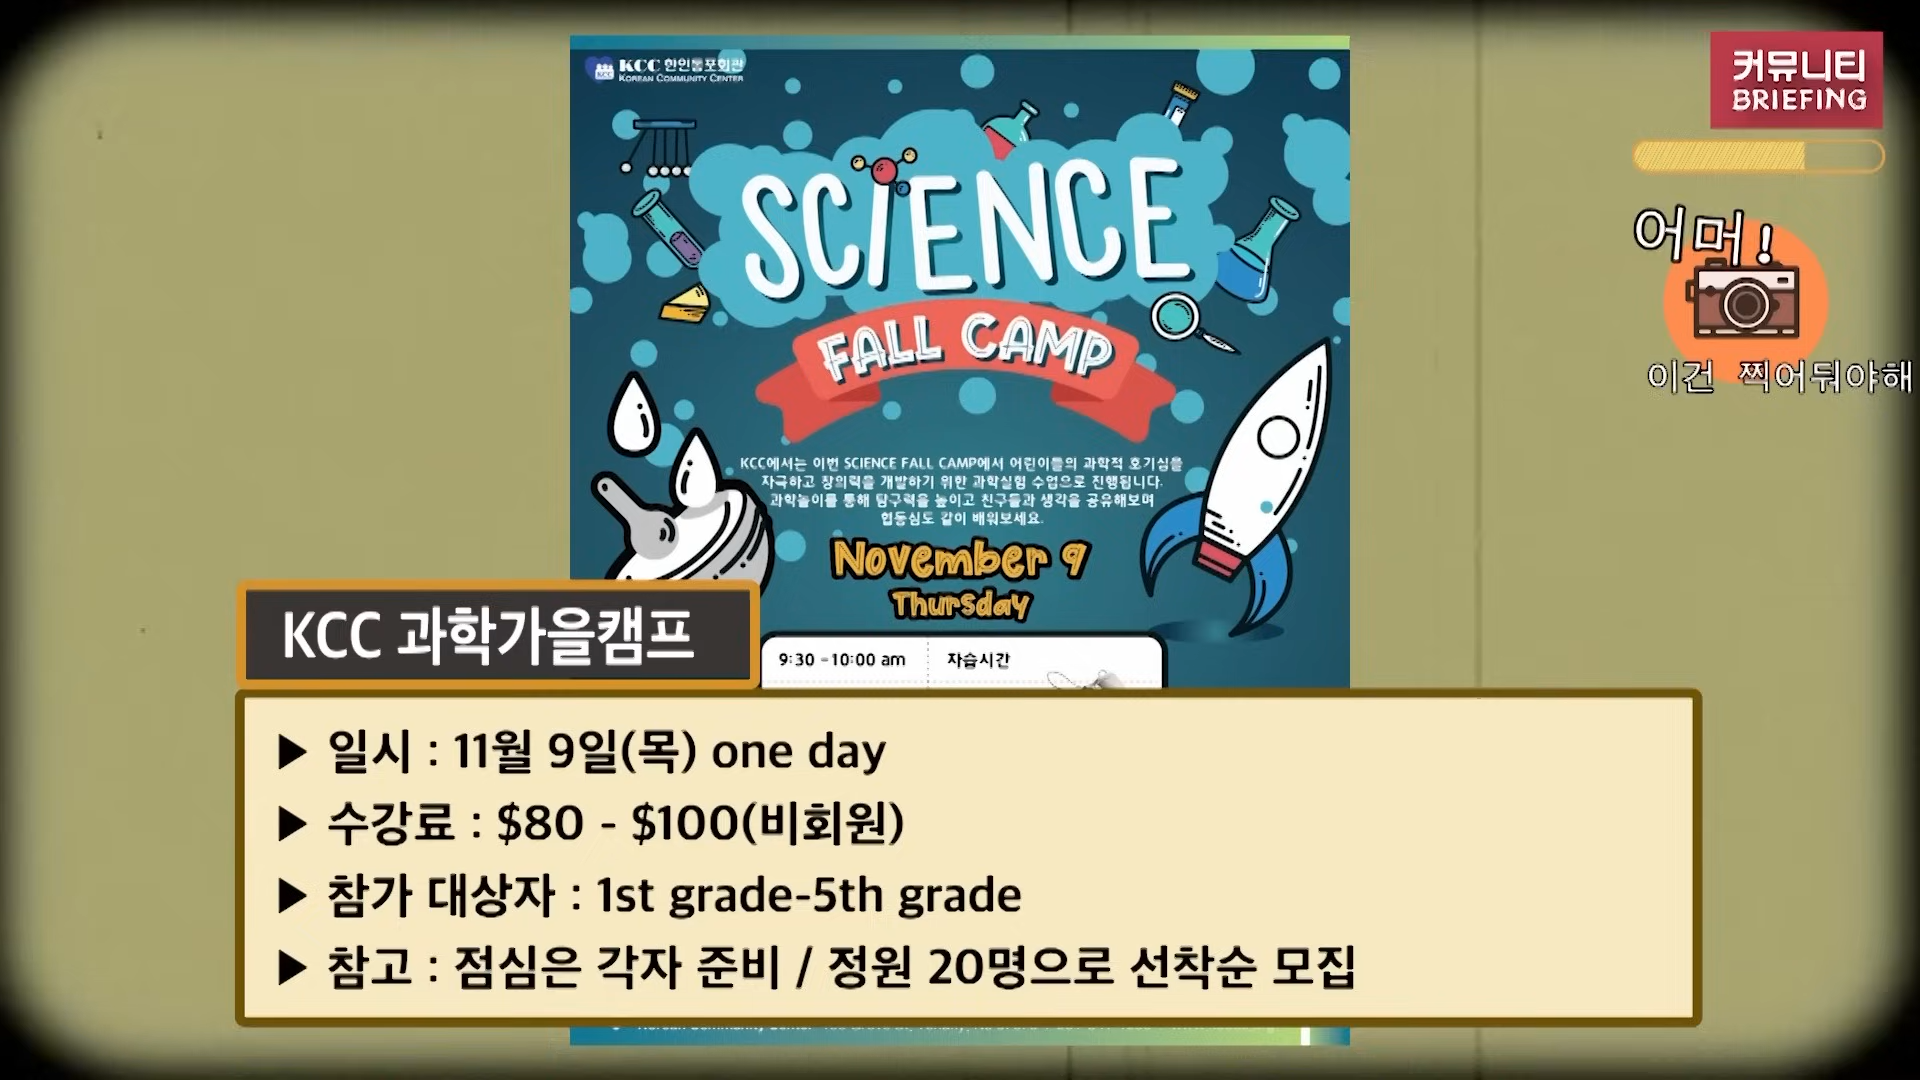 KCC 한인동포회관
KOREAN COMMUNITY CENTER
커뮤니티
BRIEFING
어머!
이건 찍어둬야해
SCIENCE
FALL CAMP
KCC에서는 이번 SCIENCE FALL CAMP에서 어린이들의 과학적 호기심을
자극하고 창의력을 개발하기 위한 과학실험 수업으로 진행됩니다.
과학놀이를 통해 탐구력을 높이고 친구들과 생각을 공유해보며
협동심도 같이 배워보세요.
November 9
Thursday
9:30 -10:00 am 자습시간
KCC 과학가을캠프
▶ 일시 : 11월 9일(목) one day
▶ 수강료 : $80 - $100(비회원)
▶ 참가 대상자 : 1st grade-5th grade
▶ 참고 : 점심은 각자 준비 / 정원 20명으로 선착순 모집